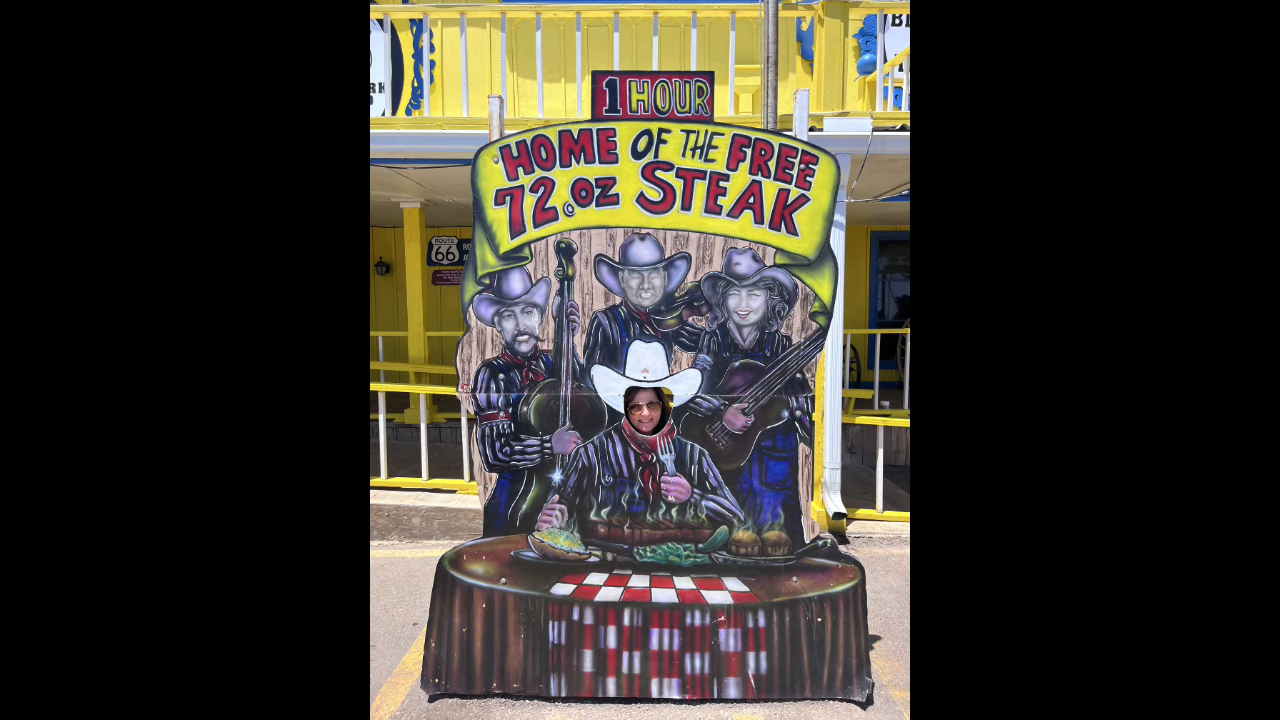 1 HOUR
HOME OF THE FREE
72.oz STEAK
ROUTE
66